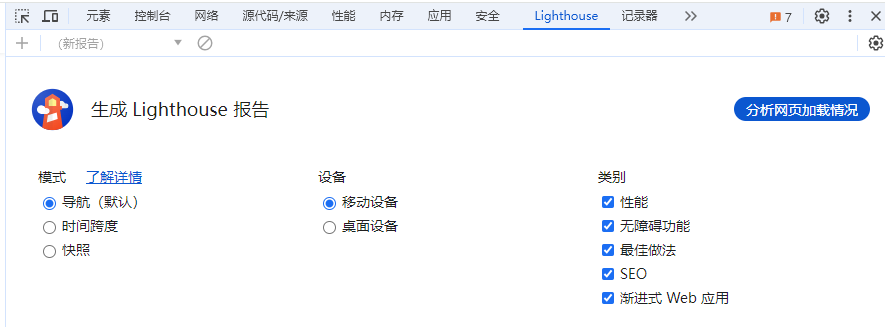 元素 控制台 网络 源代码/来源 性能 内存 应用 安全 Lighthouse 记录器 7
(新报告)
生成 Lighthouse 报告 分析网页加载情况
模式 了解详情 设备 类别
导航（默认） 移动设备 性能
时间跨度 桌面设备 无障碍功能
快照 最佳做法
SEO
渐进式 Web 应用